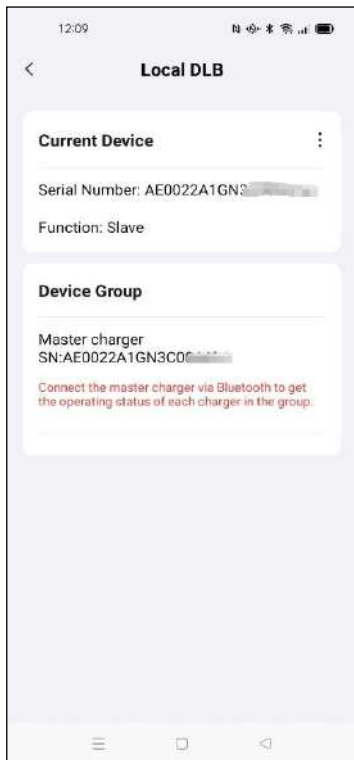 12:09
Local DLB
Current Device
Serial Number: AE0022A1GN3
Function: Slave
Device Group
Master charger
SN:AE0022A1GN3C00
Connect the master charger via Bluetooth to get
the operating status of each charger in the group.